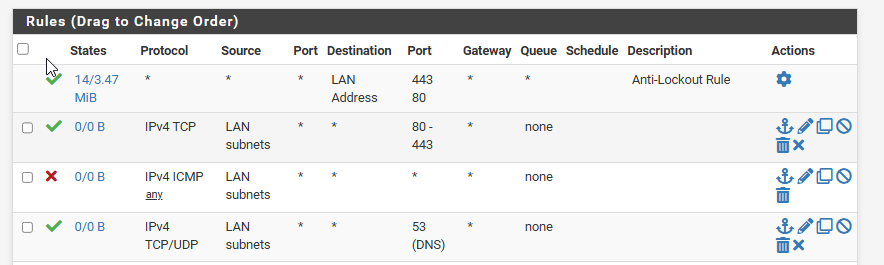 Rules (Drag to Change Order)
States Protocol Source Port Destination Port Gateway Queue Schedule Description Actions
14/3.47 * * * LAN 443 * * Anti-Lockout Rule
MiB Address 80
0/0 B IPv4 TCP LAN * * 80 - * none
subnets 443
0/0 B IPv4 ICMP LAN * * * * none
any subnets
0/0 B IPv4 LAN * * 53 * none
TCP/UDP subnets (DNS)